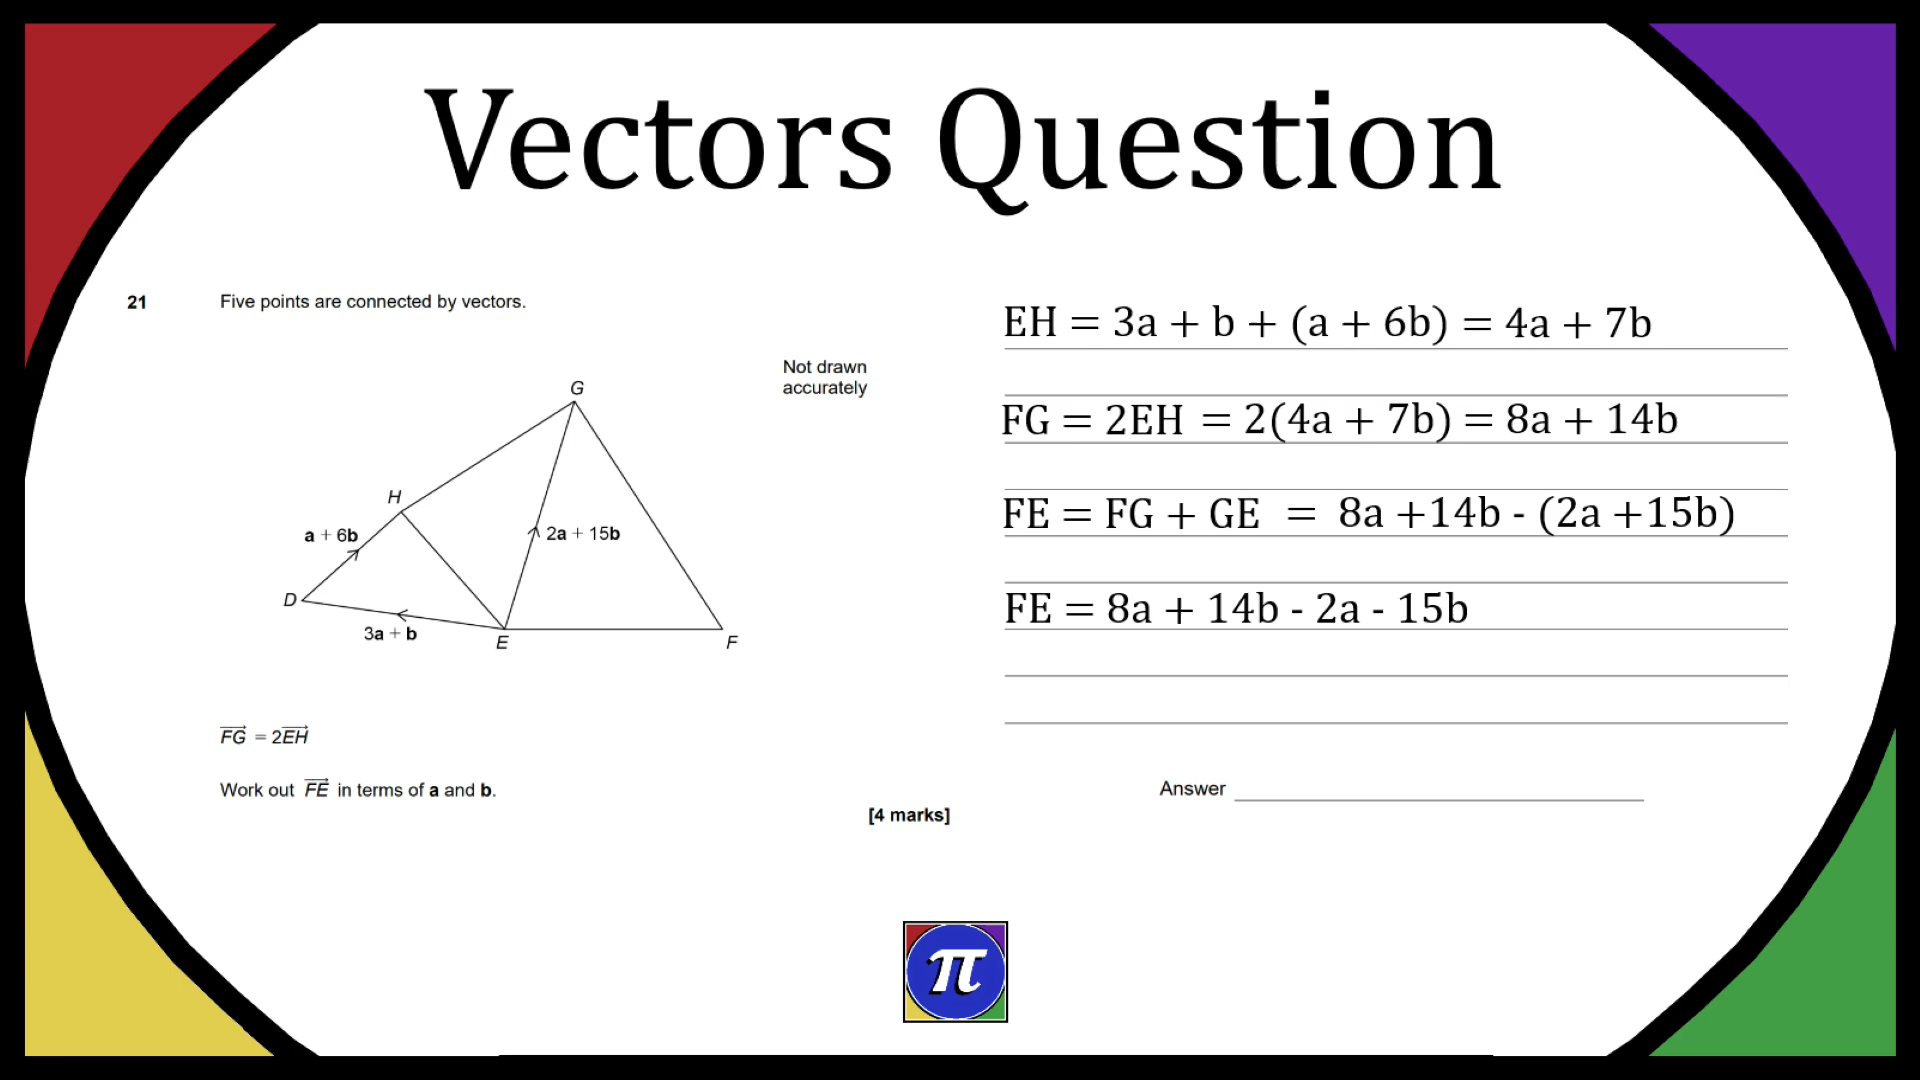 Vectors Question
21 Five points are connected by vectors.
Not drawn
accurately
G
H
a + 6b
2a + 15b
D
3a + b
E
F
FG = 2EH
Work out FE in terms of a and b.
[4 marks]
EH = 3a + b + (a + 6b) = 4a + 7b
FG = 2EH = 2(4a + 7b) = 8a + 14b
FE = FG + GE = 8a +14b - (2a +15b)
FE = 8a + 14b - 2a - 15b
Answer
π